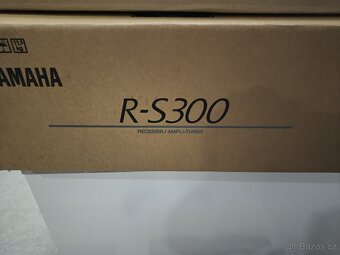 YAMAHA
R-S300
RECEIVER / AMPLI-TUNER
Bazos.cz